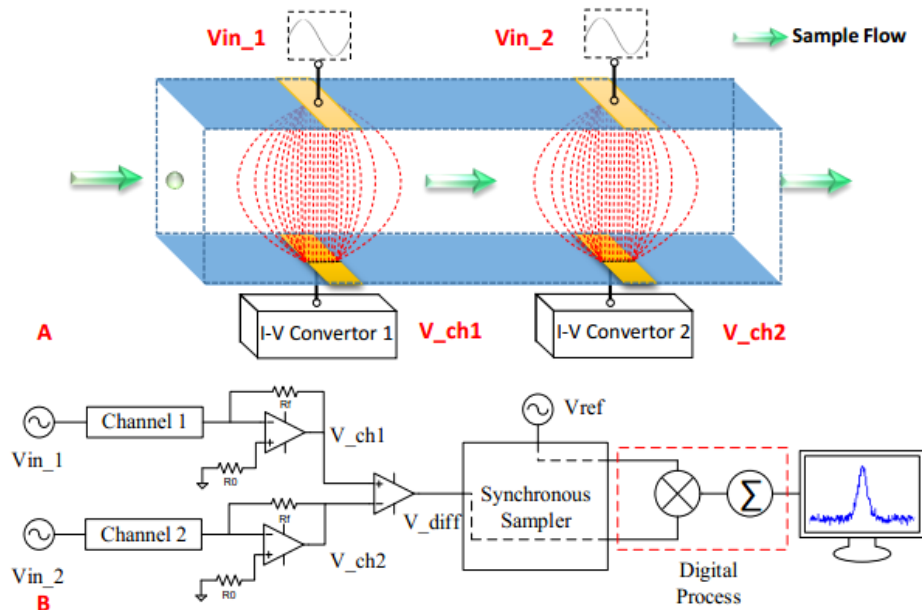 Vin_1
Vin_2
Sample Flow
I-V Convertor 1
V_ch1
I-V Convertor 2
V_ch2
A
Rf
Channel 1
V_ch1
Vin_1
R0
Vref
Synchronous
Sampler
Σ
V_diff
Rf
Channel 2
V_ch2
Vin_2
R0
Digital
Process
B